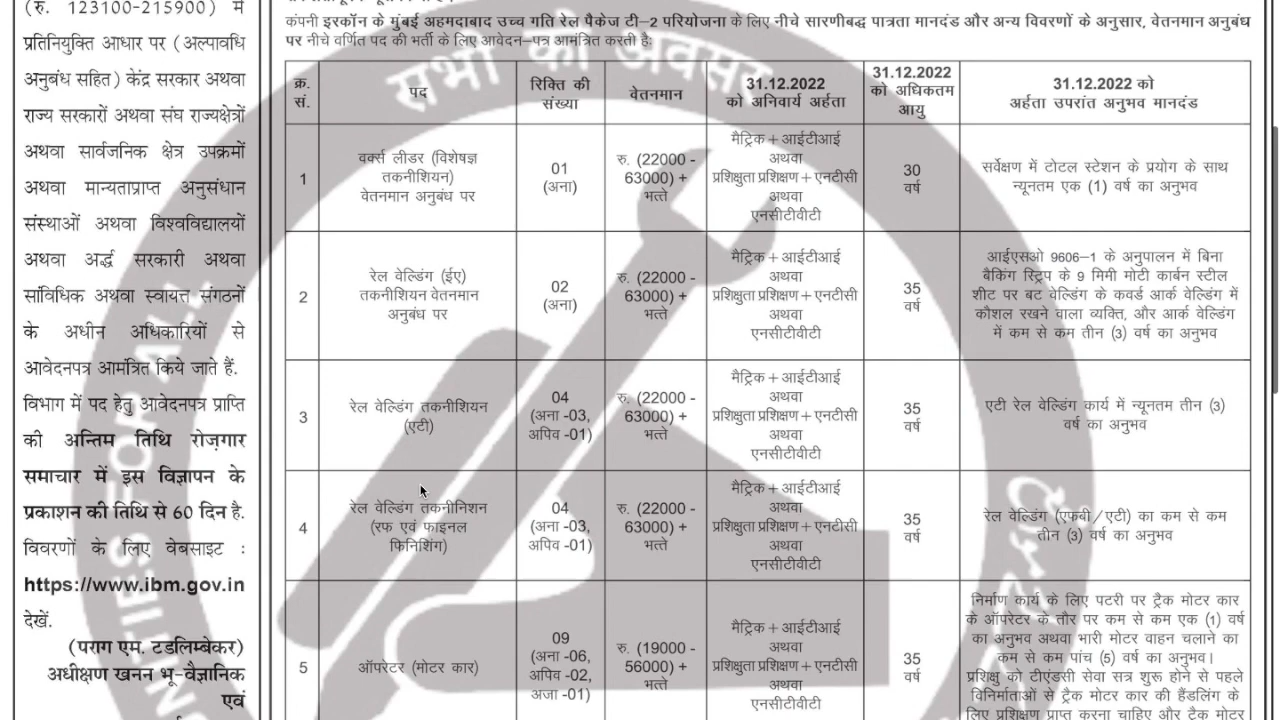 (रु. 123100-215900) में
प्रतिनियुक्ति आधार पर (अल्पावधि
अनुबंध सहित) केंद्र सरकार अथवा
राज्य सरकारों अथवा संघ राज्यक्षेत्रों
अथवा सार्वजनिक क्षेत्र उपक्रमों
अथवा मान्यताप्राप्त अनुसंधान
संस्थाओं अथवा विश्वविद्यालयों
अथवा अर्द्ध सरकारी अथवा
सांविधिक अथवा स्वायत्त संगठनों
के अधीन अधिकारियों से
आवेदनपत्र आमंत्रित किये जाते हैं.
विभाग में पद हेतु आवेदनपत्र प्राप्ति
की अन्तिम तिथि रोज़गार
समाचार में इस विज्ञापन के
प्रकाशन की तिथि से 60 दिन है.
विवरणों के लिए वेबसाइट :
https://www.ibm.gov.in
देखें.
(पराग एम. टडलिम्बेकर)
अधीक्षण खनन भू-वैज्ञानिक
एवं
कंपनी इरकॉन के मुंबई अहमदाबाद उच्च गति रेल पैकेज टी–2 परियोजना के लिए नीचे सारणीबद्ध पात्रता मानदंड और अन्य विवरणों के अनुसार, वेतनमान अनुबंध
पर नीचे वर्णित पद की भर्ती के लिए आवेदन–पत्र आमंत्रित करती हैः
क्र.
सं.
पद
रिक्ति की
संख्या
वेतनमान
31.12.2022
को अनिवार्य अर्हता
31.12.2022
को अधिकतम
आयु
31.12.2022 को
अर्हता उपरांत अनुभव मानदंड
1
वर्क्स लीडर (विशेषज्ञ
तकनीशियन)
वेतनमान अनुबंध पर
01
(अना)
रु. (22000 -
63000) +
भत्ते
मैट्रिक + आईटीआई
अथवा
प्रशिक्षुता प्रशिक्षण + एनटीसी
अथवा
एनसीटीवीटी
30
वर्ष
सर्वेक्षण में टोटल स्टेशन के प्रयोग के साथ
न्यूनतम एक (1) वर्ष का अनुभव
2
रेल वेल्डिंग (ईए)
तकनीशियन वेतनमान
अनुबंध पर
02
(अना)
रु. (22000 -
63000) +
भत्ते
मैट्रिक + आईटीआई
अथवा
प्रशिक्षुता प्रशिक्षण + एनटीसी
अथवा
एनसीटीवीटी
35
वर्ष
आईएसओ 9606–1 के अनुपालन में बिना
बैकिंग स्ट्रिप के 9 मिमी मोटी कार्बन स्टील
शीट पर बट वेल्डिंग के कवर्ड आर्क वेल्डिंग में
कौशल रखने वाला व्यक्ति, और आर्क वेल्डिंग
में कम से कम तीन (3) वर्ष का अनुभव
3
रेल वेल्डिंग तकनीशियन
(एटी)
04
(अना -03,
अपिव -01)
रु. (22000 -
63000) +
भत्ते
मैट्रिक + आईटीआई
अथवा
प्रशिक्षुता प्रशिक्षण + एनटीसी
अथवा
एनसीटीवीटी
35
वर्ष
एटी रेल वेल्डिंग कार्य में न्यूनतम तीन (3)
वर्ष का अनुभव
4
रेल वेल्डिंग तकनीनिशन
(रफ एवं फाइनल
फिनिशिंग)
04
(अना -03,
अपिव -01)
रु. (22000 -
63000) +
भत्ते
मैट्रिक + आईटीआई
अथवा
प्रशिक्षुता प्रशिक्षण + एनटीसी
अथवा
एनसीटीवीटी
35
वर्ष
रेल वेल्डिंग (एफबी / एटी) का कम से कम
तीन (3) वर्ष का अनुभव
5
ऑपरेटर (मोटर कार)
09
(अना -06,
अपिव -02,
अजा -01)
रु. (19000 -
56000) +
भत्ते
मैट्रिक + आईटीआई
अथवा
प्रशिक्षुता प्रशिक्षण + एनटीसी
अथवा
एनसीटीवीटी
35
वर्ष
निर्माण कार्य के लिए पटरी पर ट्रैक मोटर कार
के ऑपरेटर के तौर पर कम से कम एक (1) वर्ष
का अनुभव अथवा भारी मोटर वाहन चलाने का
कम से कम पांच (5) वर्ष का अनुभव।
प्रशिक्षु को टीएंडसी सेवा सत्र शुरू होने से पहले
विनिर्माताओं से ट्रैक मोटर कार की हैंडलिंग के
लिए प्रशिक्षण प्राप्त करना चाहिए और ट्रैक मोटर
सभी को अवसर